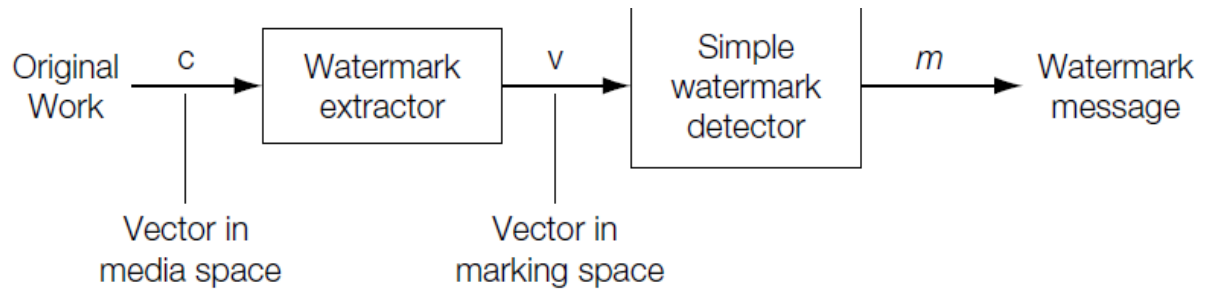 Original
Work
c
Watermark
extractor
v
Simple
watermark
detector
m
Watermark
message
Vector in
media space
Vector in
marking space